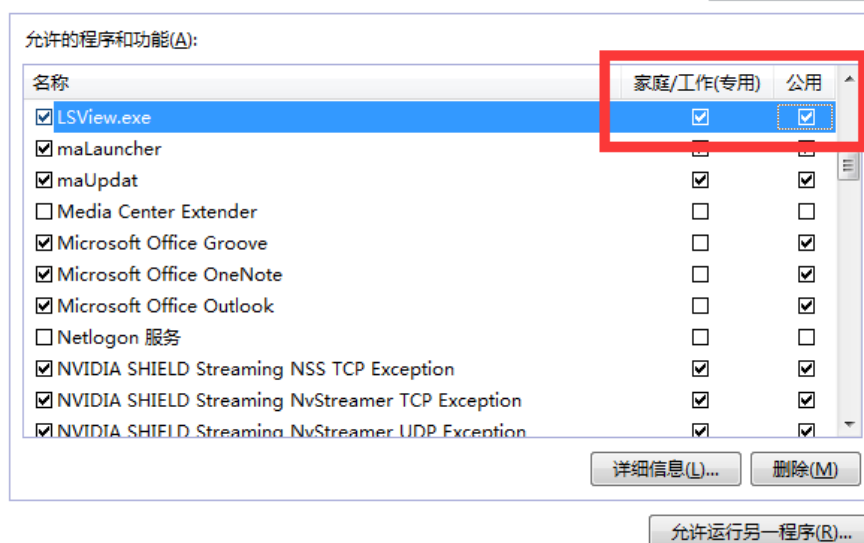 允许的程序和功能(A):
名称 家庭/工作(专用) 公用
LSView.exe
maLauncher
maUpdat
Media Center Extender
Microsoft Office Groove
Microsoft Office OneNote
Microsoft Office Outlook
Netlogon 服务
NVIDIA SHIELD Streaming NSS TCP Exception
NVIDIA SHIELD Streaming NvStreamer TCP Exception
NVIDIA SHIELD Streaming NvStreamer UDP Exception
详细信息(L)... 删除(M)
允许运行另一程序(R)...